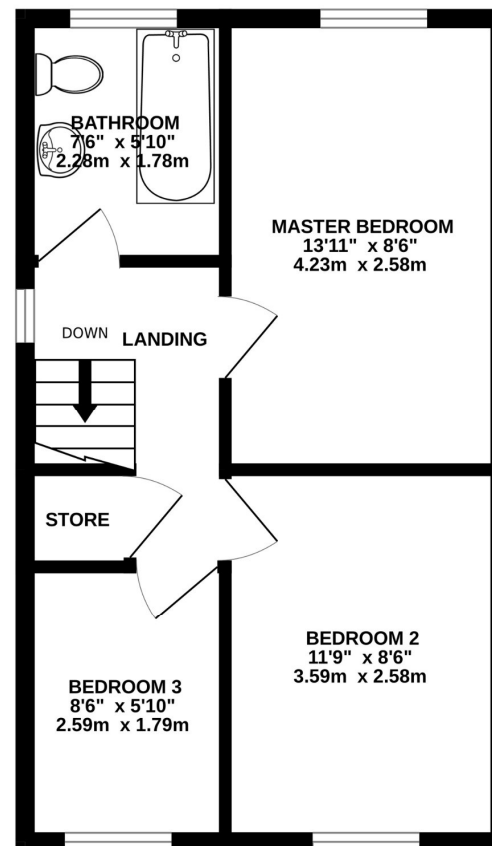 BATHROOM
7'6" x 5'10"
2.28m x 1.78m
MASTER BEDROOM
13'11" x 8'6"
4.23m x 2.58m
DOWN
LANDING
STORE
BEDROOM 2
11'9" x 8'6"
3.59m x 2.58m
BEDROOM 3
8'6" x 5'10"
2.59m x 1.79m